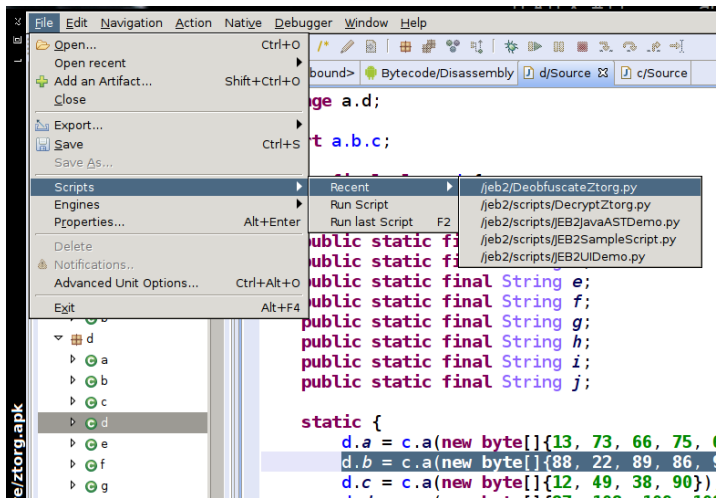 File Edit Navigation Action Native Debugger Window Help
Open... Ctrl+O
Open recent
Add an Artifact... Shift+Ctrl+O
Close
Export...
Save Ctrl+S
Save As...
Scripts
Engines
Properties... Alt+Enter
Delete
Notifications..
Advanced Unit Options... Ctrl+Alt+O
Exit Alt+F4
Recent
Run Script
Run last Script F2
/jeb2/DeobfuscateZtorg.py
/jeb2/scripts/DecryptZtorg.py
/jeb2/scripts/JEB2JavaASTDemo.py
/jeb2/scripts/JEB2SampleScript.py
/jeb2/scripts/JEB2UIDemo.py
bound> Bytecode/Disassembly d/Source c/Source
age a.d;
rt a.b.c;
public static fi
public static fi
public static final String e;
public static final String f;
public static final String g;
public static final String h;
public static final String i;
public static final String j;
static {
d.a = c.a(new byte[]{13, 73, 66, 75,
d.b = c.a(new byte[]{88, 22, 89, 86,
d.c = c.a(new byte[]{12, 49, 38, 90})
d
a
b
c
d
e
f
g
e/ztorg.apk